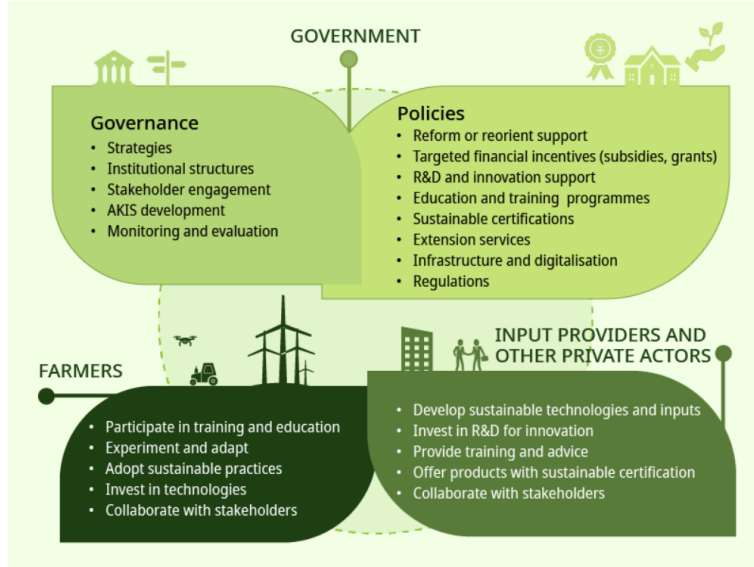 GOVERNMENT
Governance
• Strategies
• Institutional structures
• Stakeholder engagement
• AKIS development
• Monitoring and evaluation
Policies
• Reform or reorient support
• Targeted financial incentives (subsidies, grants)
• R&D and innovation support
• Education and training programmes
• Sustainable certifications
• Extension services
• Infrastructure and digitalisation
• Regulations
FARMERS
• Participate in training and education
• Experiment and adapt
• Adopt sustainable practices
• Invest in technologies
• Collaborate with stakeholders
INPUT PROVIDERS AND
OTHER PRIVATE ACTORS
• Develop sustainable technologies and inputs
• Invest in R&D for innovation
• Provide training and advice
• Offer products with sustainable certification
• Collaborate with stakeholders